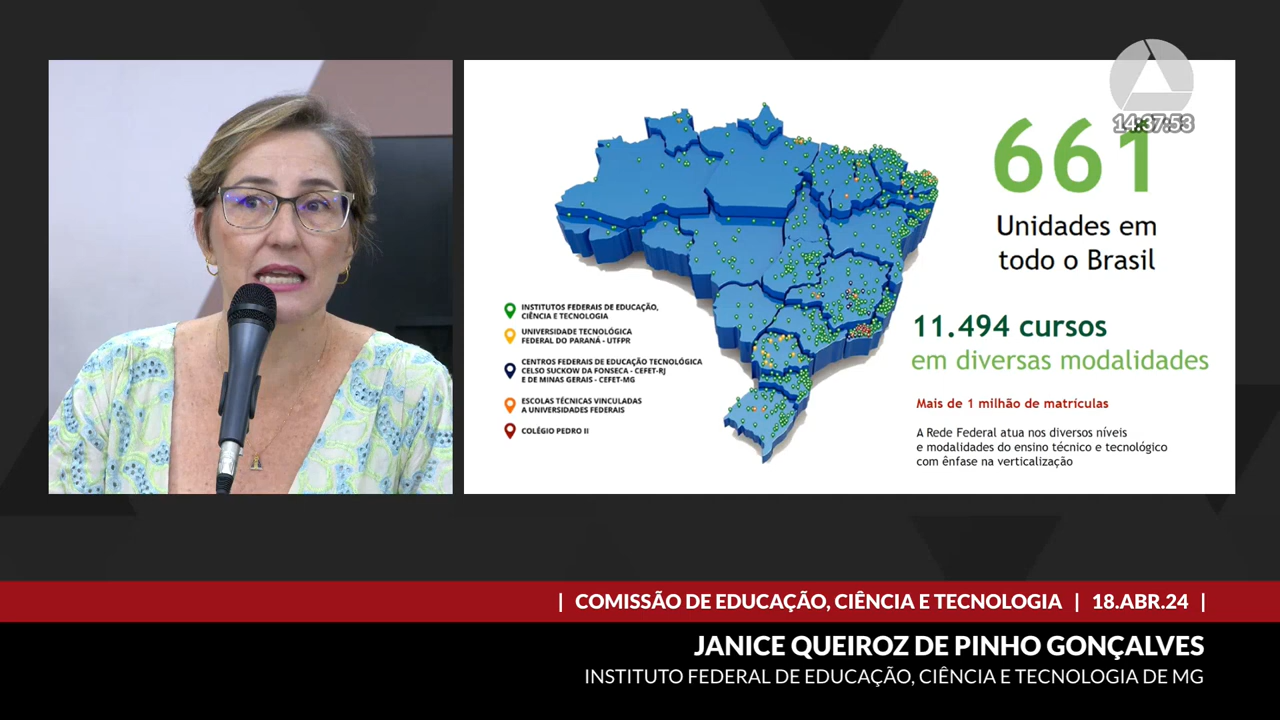 14:37:53
661
Unidades em
todo o Brasil
11.494 cursos
em diversas modalidades
Mais de 1 milhão de matrículas
A Rede Federal atua nos diversos níveis
e modalidades do ensino técnico e tecnológico
com ênfase na verticalização
INSTITUTOS FEDERAIS DE EDUCAÇÃO,
CIÊNCIA E TECNOLOGIA
UNIVERSIDADE TECNOLÓGICA
FEDERAL DO PARANÁ - UTFPR
CENTROS FEDERAIS DE EDUCAÇÃO TECNOLÓGICA
CELSO SUCKOW DA FONSECA - CEFET-RJ
E DE MINAS GERAIS - CEFET-MG
ESCOLAS TÉCNICAS VINCULADAS
A UNIVERSIDADES FEDERAIS
COLÉGIO PEDRO II
| COMISSÃO DE EDUCAÇÃO, CIÊNCIA E TECNOLOGIA | 18.ABR.24 |
JANICE QUEIROZ DE PINHO GONÇALVES
INSTITUTO FEDERAL DE EDUCAÇÃO, CIÊNCIA E TECNOLOGIA DE MG